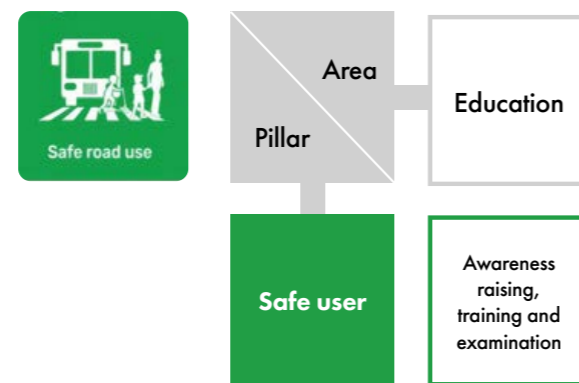 Safe road use
Area
Pillar
Education
Safe user
Awareness
raising,
training and
examination